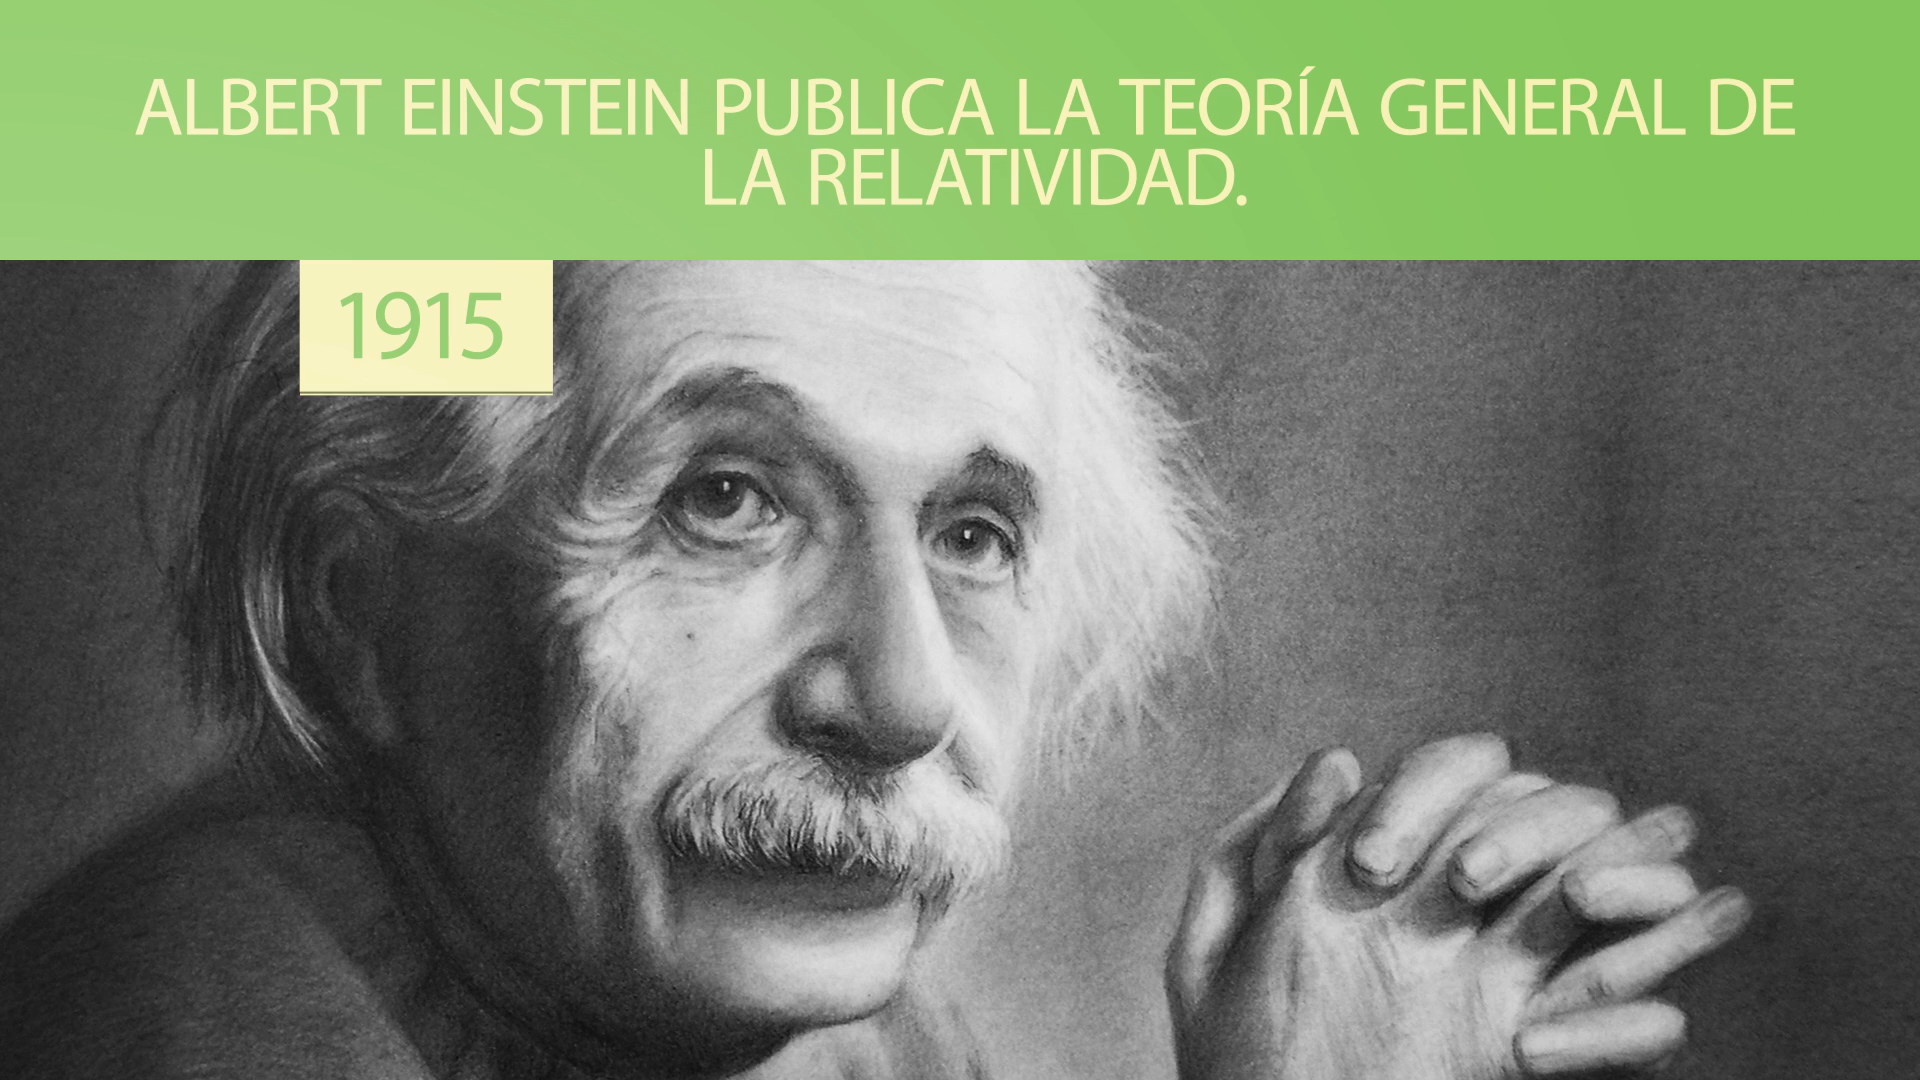 ALBERT EINSTEIN PUBLICA LA TEORÍA GENERAL DE
LA RELATIVIDAD.
1915